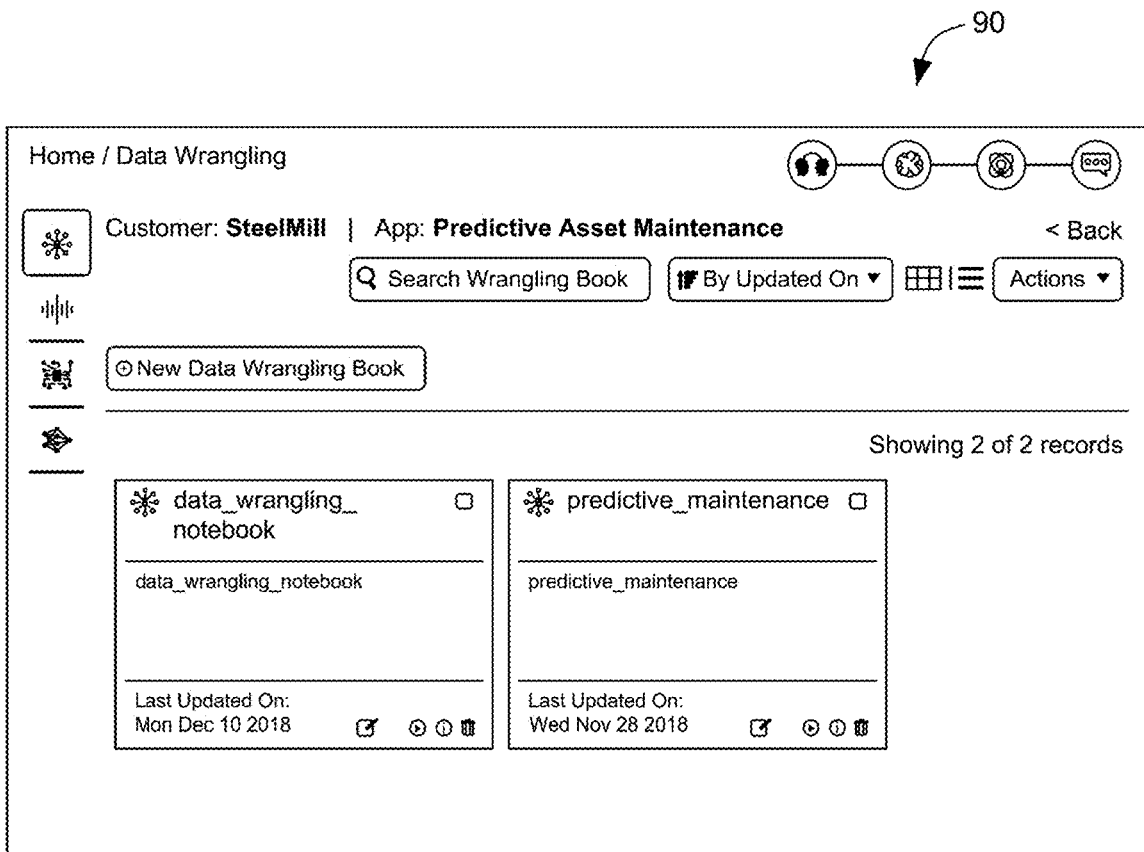 90
Home / Data Wrangling
Customer: SteelMill | App: Predictive Asset Maintenance
< Back
Search Wrangling Book
By Updated On ▼
Actions ▼
New Data Wrangling Book
Showing 2 of 2 records
data_wrangling_
notebook
data_wrangling_notebook
Last Updated On:
Mon Dec 10 2018
predictive_maintenance
predictive_maintenance
Last Updated On:
Wed Nov 28 2018